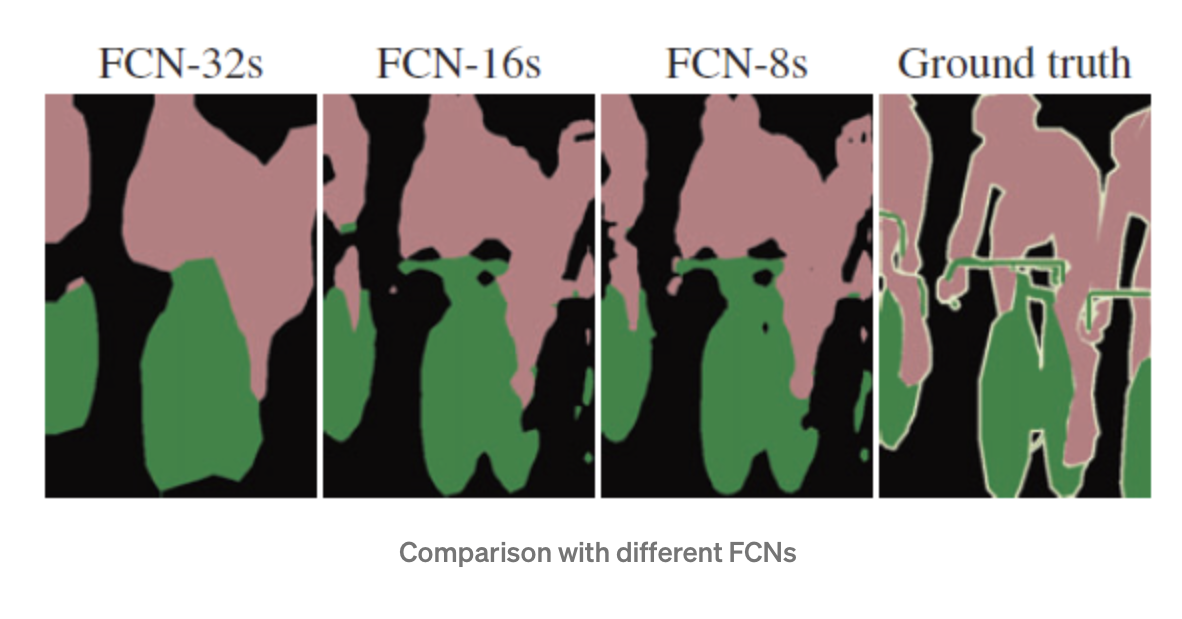 FCN-32s FCN-16s FCN-8s Ground truth
Comparison with different FCNs